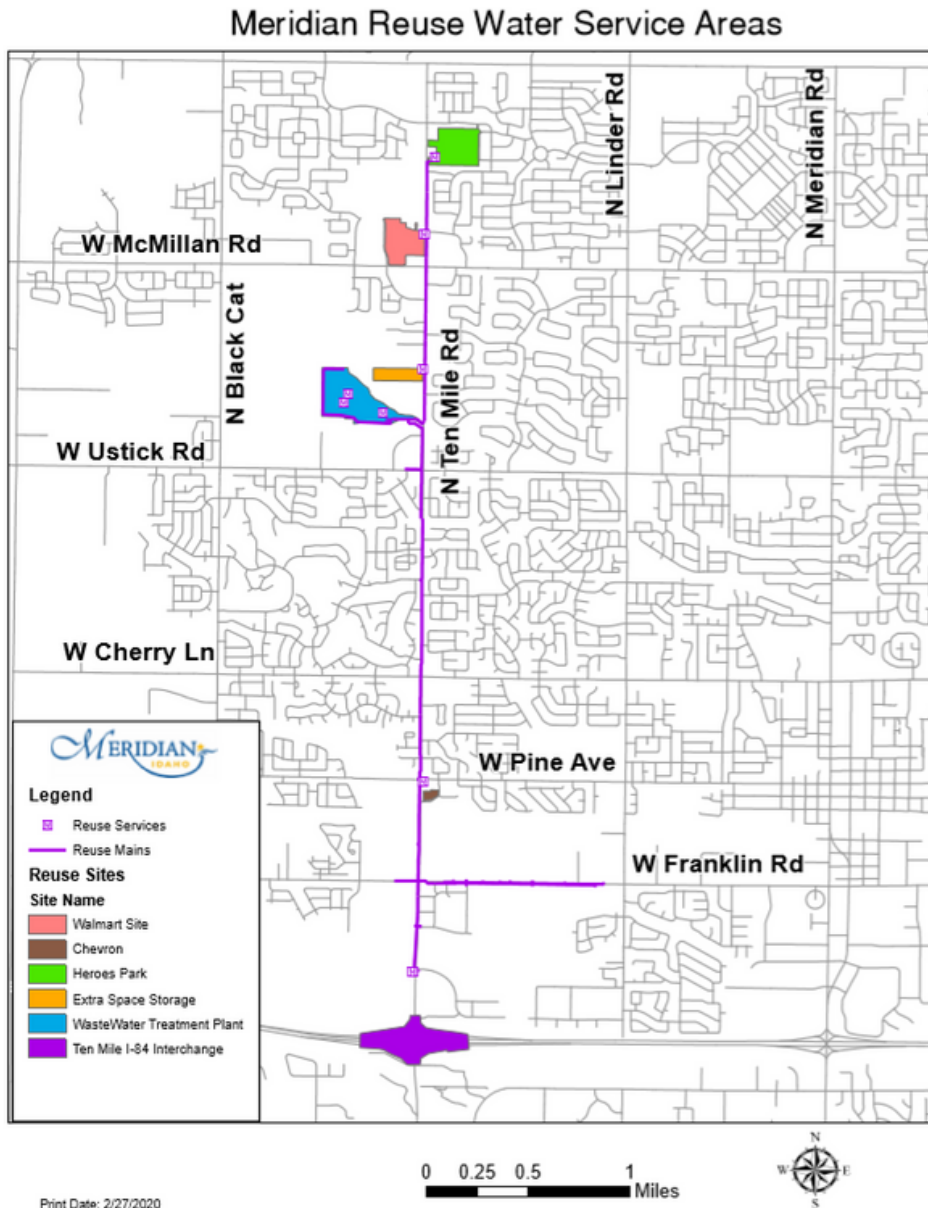 Meridian Reuse Water Service Areas
N Linder Rd
N Meridian Rd
W McMillan Rd
N Black Cat
N Ten Mile Rd
W Ustick Rd
W Cherry Ln
W Pine Ave
W Franklin Rd
MERIDIAN
IDAHO
Legend
Reuse Services
Reuse Mains
Reuse Sites
Site Name
Walmart Site
Chevron
Heroes Park
Extra Space Storage
WasteWater Treatment Plant
Ten Mile I-84 Interchange
0 0.25 0.5 1
Miles
N
W E
S
Print Date: 2/27/2020